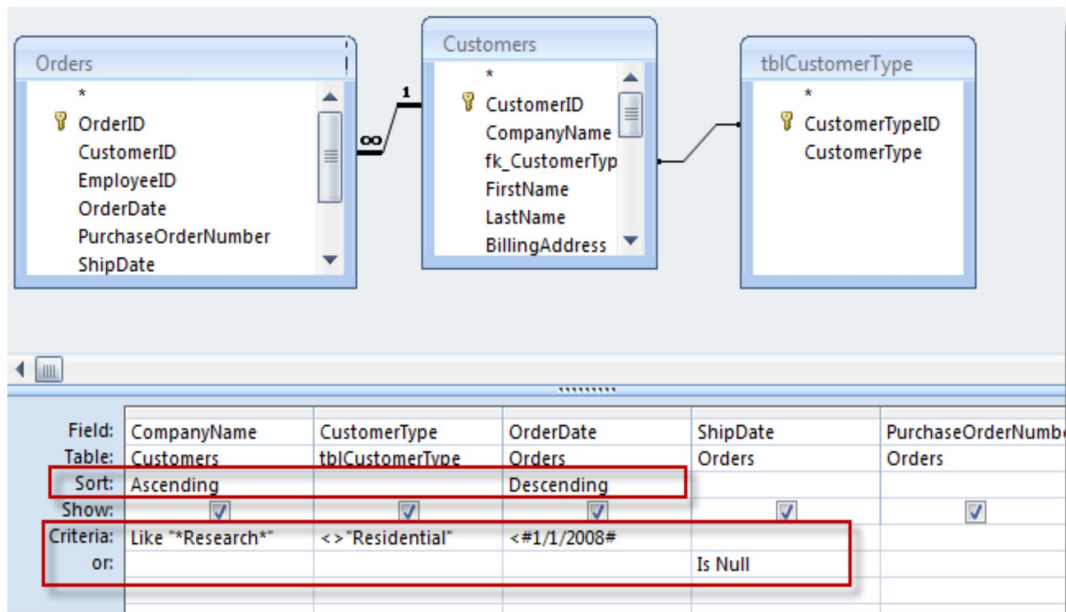 Orders
*
OrderID
CustomerID
EmployeeID
OrderDate
PurchaseOrderNumber
ShipDate
∞
1
Customers
*
CustomerID
CompanyName
fk_CustomerTyp
FirstName
LastName
BillingAddress
tblCustomerType
*
CustomerTypeID
CustomerType
Field: CompanyName CustomerType OrderDate ShipDate PurchaseOrderNumb
Table: Customers tblCustomerType Orders Orders Orders
Sort: Ascending Descending
Show:
Criteria: Like "*Research*" <>"Residential" <#1/1/2008#
or: Is Null